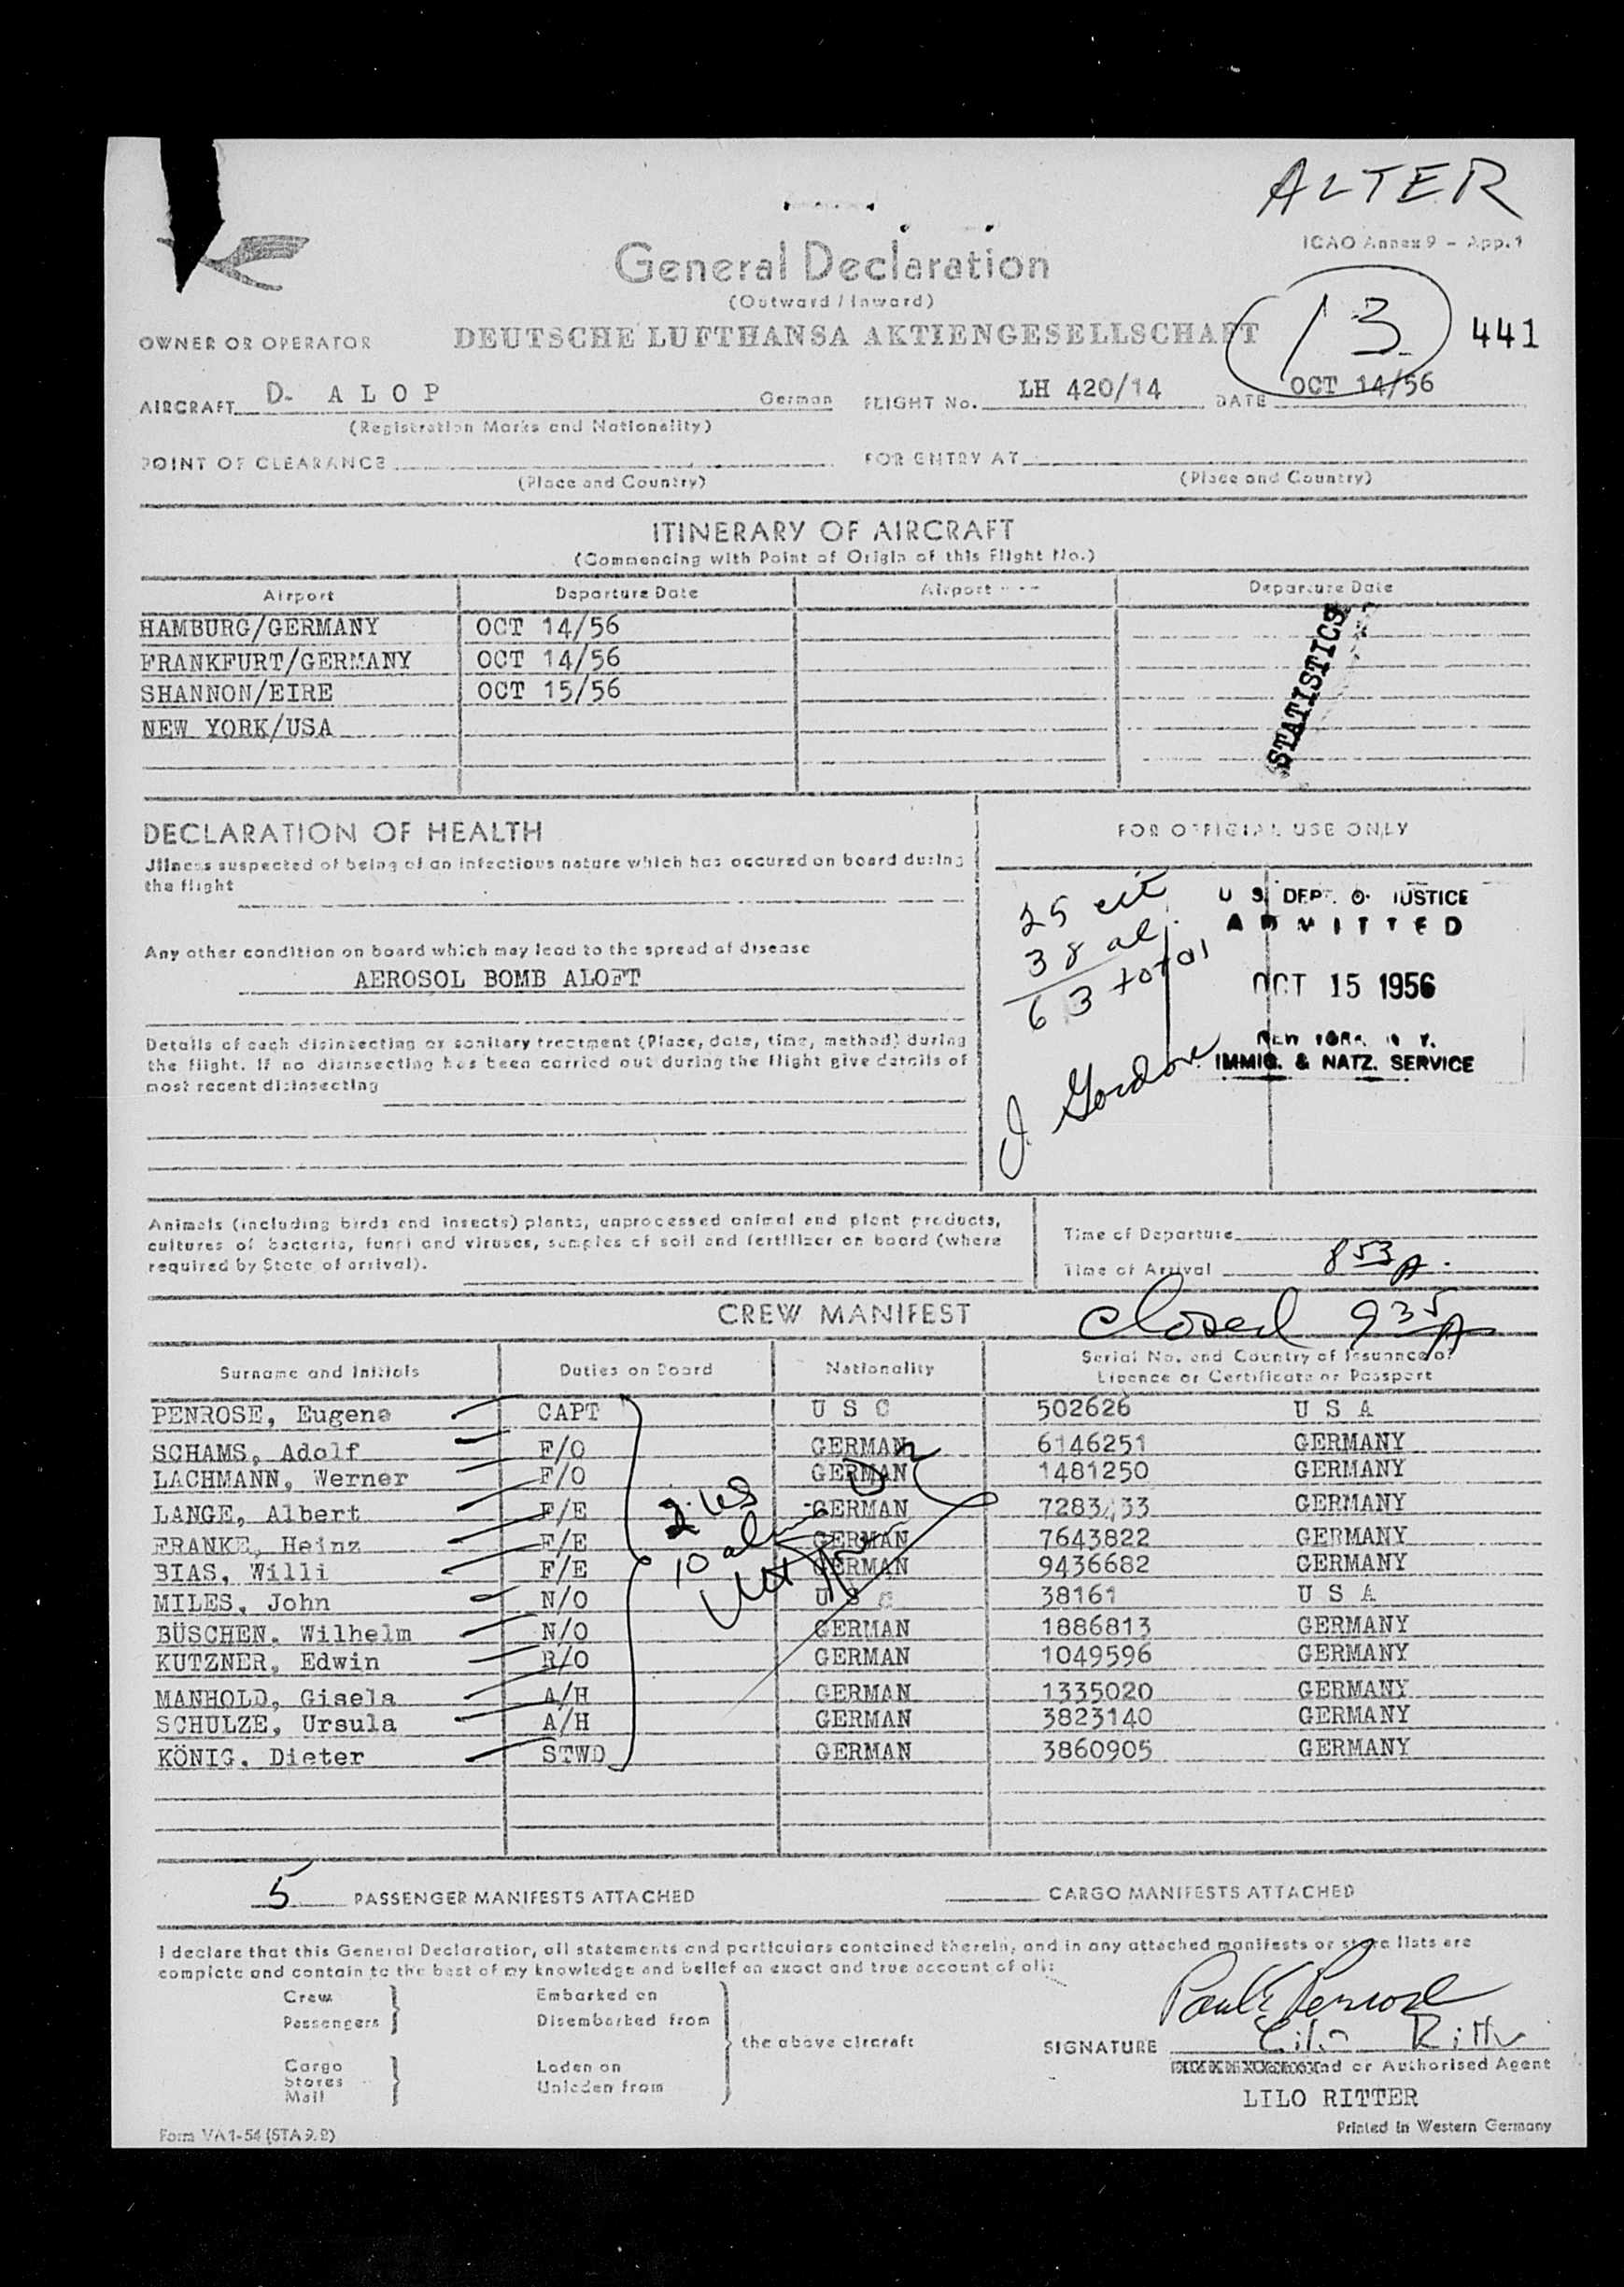 ALTER
ICAO Annex 9 – App. 1
General Declaration
(Outward / Inward)
OWNER OR OPERATOR DEUTSCHE LUFTHANSA AKTIENGESELLSCHAFT 13 441
AIRCRAFT D- A L O P German FLIGHT No. LH 420/14 DATE OCT 14/56
(Registration Marks and Nationality)
POINT OF CLEARANCE FOR ENTRY AT
(Place and Country) (Place and Country)
ITINERARY OF AIRCRAFT
(Commencing with Point of Origin of this Flight No.)
Airport Departure Date Airport Departure Date
HAMBURG/GERMANY OCT 14/56
FRANKFURT/GERMANY OCT 14/56
SHANNON/EIRE OCT 15/56
NEW YORK/USA
STATISTICS
DECLARATION OF HEALTH
Jllness suspected of being of an infectious nature which has occured on board during
the flight
Any other condition on board which may lead to the spread of disease
AEROSOL BOMB ALOFT
Details of each disinsecting or sanitary treatment (Place, date, time, method) during
the flight. If no disinsecting has been carried out during the flight give details of
most recent disinsecting
FOR OFFICIAL USE ONLY
25 cit
38 al.
63 total
J. Gordon
U S. DEPT. O. JUSTICE
ADMITTED
OCT 15 1956
NEW YORK, N. Y.
IMMIG. & NATZ. SERVICE
Animals (including birds and insects) plants, unprocessed animal and plant products,
cultures of bacteria, fungi and viruses, samples of soil and fertilizer on board (where
required by State of arrival).
Time of Departure
Time of Arrival 8 53 A.
CREW MANIFEST closed 9 35 A
Surname and Initials Duties on Board Nationality Serial No. and Country of Issuance of
Licence or Certificate or Passport
PENROSE, Eugene CAPT U S C 502626 U S A
SCHAMS, Adolf F/O GERMAN 6146251 GERMANY
LACHMANN, Werner F/O GERMAN 1481250 GERMANY
LANGE, Albert F/E GERMAN 7283 33 GERMANY
FRANKE, Heinz F/E GERMAN 7643822 GERMANY
BIAS, Willi F/E GERMAN 9436682 GERMANY
MILES, John N/O U S C 38161 U S A
BÜSCHEN, Wilhelm N/O GERMAN 1886813 GERMANY
KUTZNER, Edwin R/O GERMAN 1049596 GERMANY
MANHOLD, Gisela A/H GERMAN 1335020 GERMANY
SCHULZE, Ursula A/H GERMAN 3823140 GERMANY
KÖNIG, Dieter STWD GERMAN 3860905 GERMANY
2 us
10 al
5 PASSENGER MANIFESTS ATTACHED CARGO MANIFESTS ATTACHED
I declare that this General Declaration, all statements and particulars contained therein, and in any attached manifests or store lists are
complete and contain to the best of my knowledge and belief an exact and true account of all:
Crew Embarked on
Passengers Disembarked from
the above aircraft
Cargo Laden on
Stores Unladen from
Mail
SIGNATURE Lilo Ritter
or Authorised Agent
LILO RITTER
Form VA 1-54 (STA 9.2) Printed in Western Germany